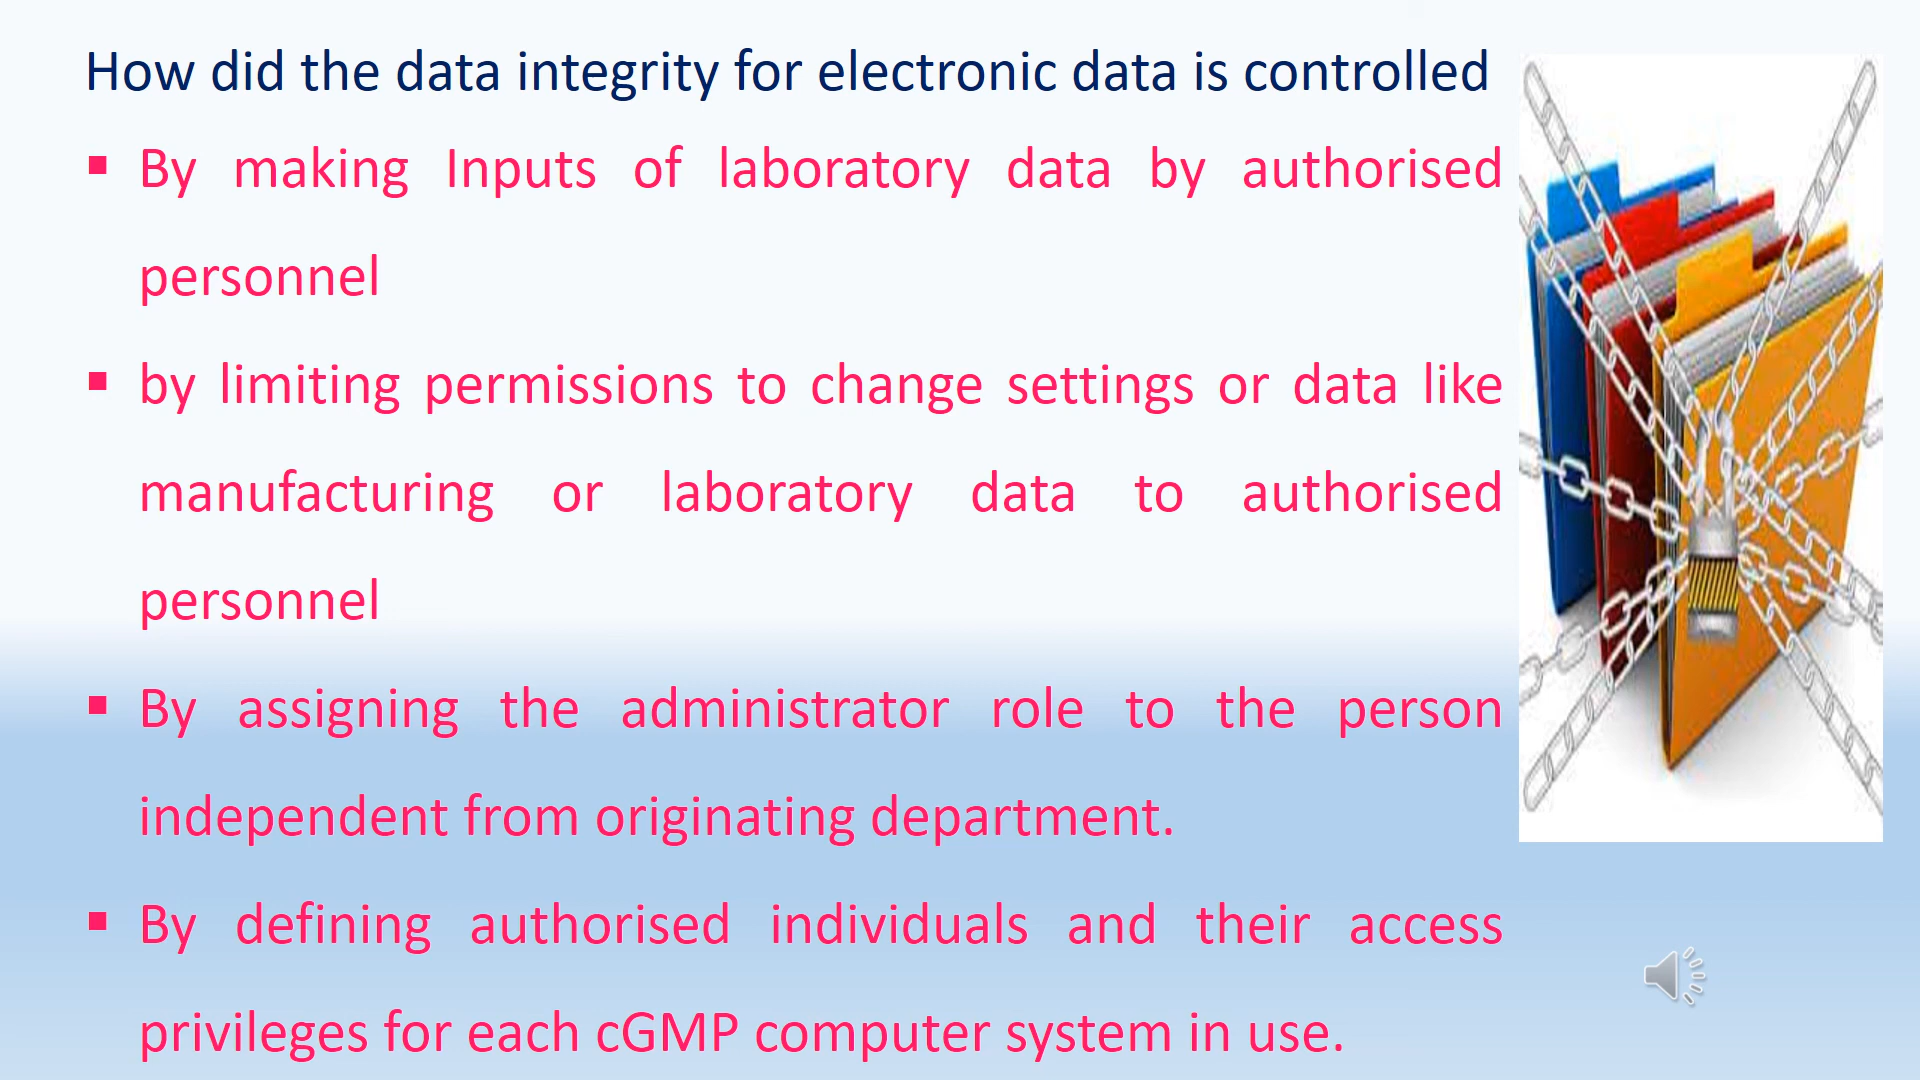 How did the data integrity for electronic data is controlled
▪ By making Inputs of laboratory data by authorised
personnel
▪ by limiting permissions to change settings or data like
manufacturing or laboratory data to authorised
personnel
▪ By assigning the administrator role to the person
independent from originating department.
▪ By defining authorised individuals and their access
privileges for each cGMP computer system in use.